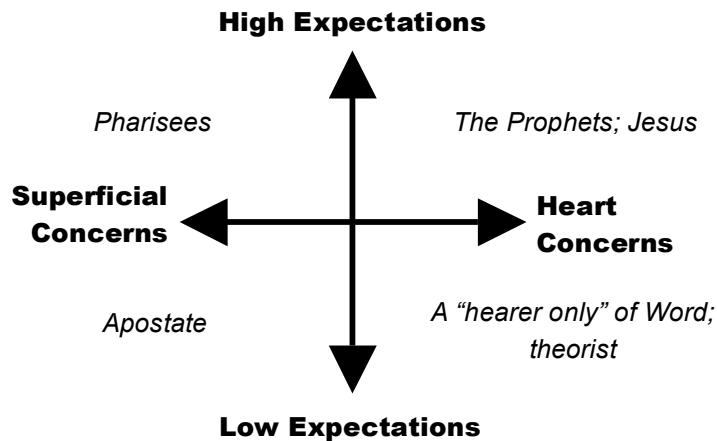 High Expectations
Pharisees
The Prophets; Jesus
Superficial
Concerns
Heart
Concerns
Apostate
A “hearer only” of Word;
theorist
Low Expectations